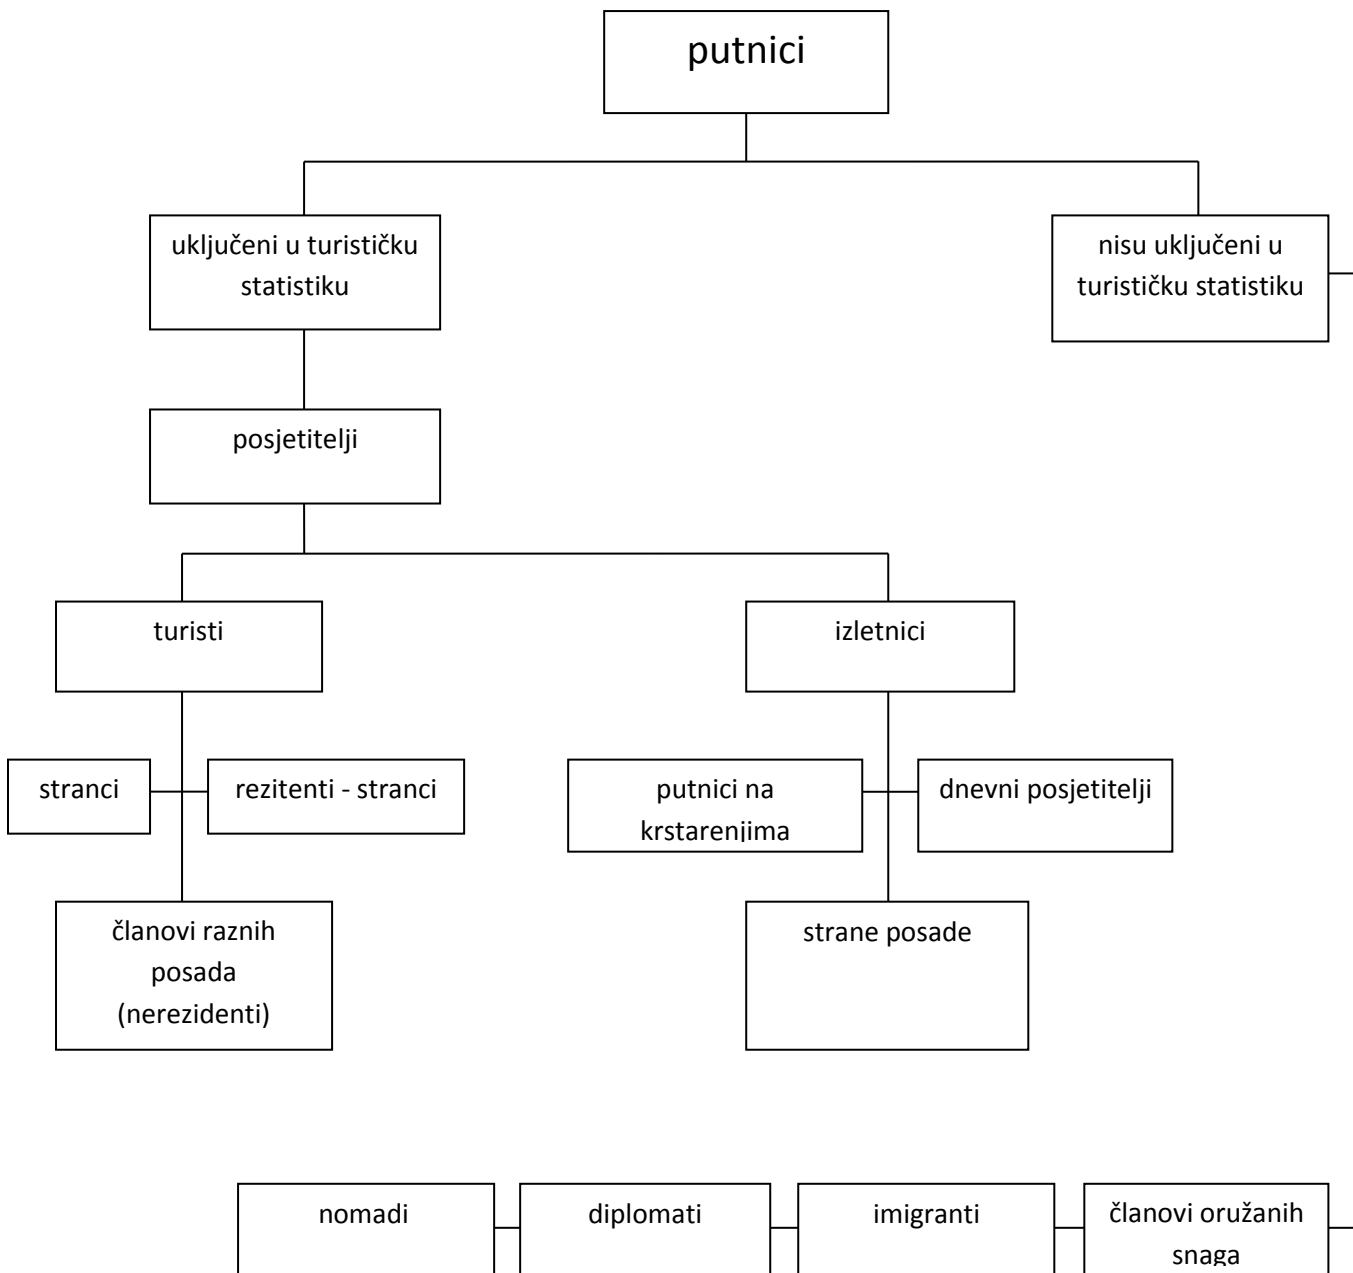 putnici
uključeni u turističku
statistiku
nisu uključeni u
turističku statistiku
posjetitelji
turisti
izletnici
stranci
rezitenti - stranci
putnici na
krstarenjima
dnevni posjetitelji
članovi raznih
posada
(nerezidenti)
strane posade
nomadi
diplomati
imigranti
članovi oružanih
snaga